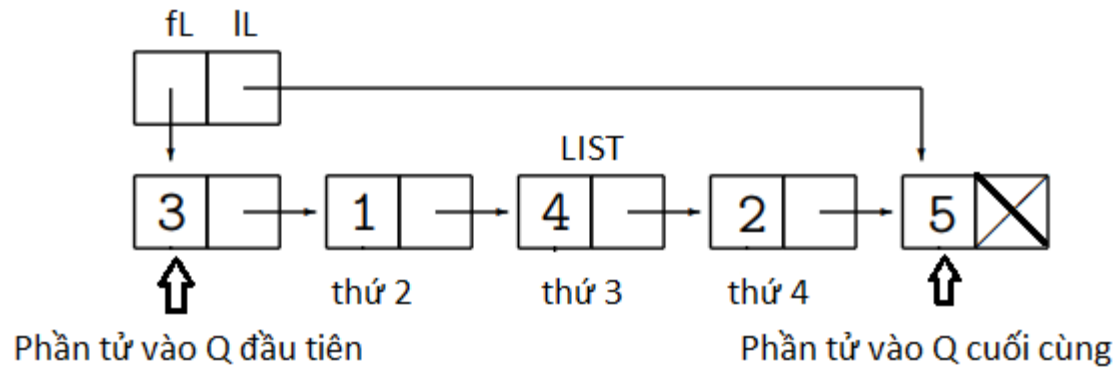 fL lL
LIST
3 1 4 2 5
thứ 2 thứ 3 thứ 4
Phần tử vào Q đầu tiên Phần tử vào Q cuối cùng